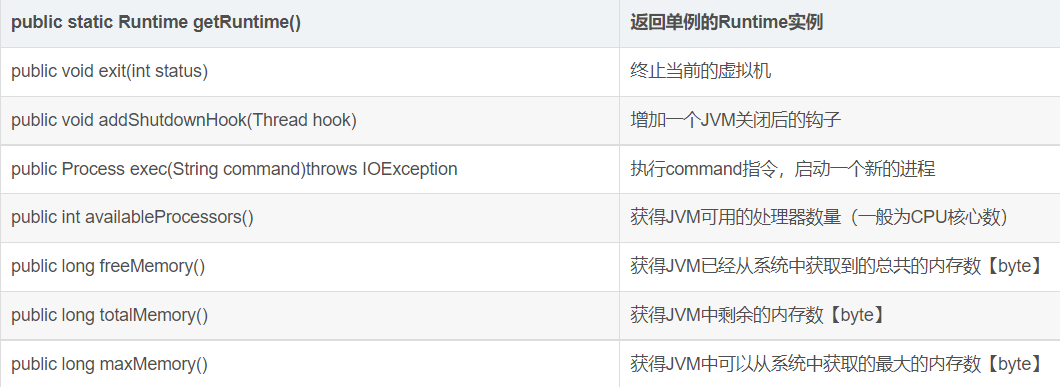 public static Runtime getRuntime() 返回单例的Runtime实例
public void exit(int status) 终止当前的虚拟机
public void addShutdownHook(Thread hook) 增加一个JVM关闭后的钩子
public Process exec(String command)throws IOException 执行command指令，启动一个新的进程
public int availableProcessors() 获得JVM可用的处理器数量（一般为CPU核心数）
public long freeMemory() 获得JVM已经从系统中获取到的总共的内存数【byte】
public long totalMemory() 获得JVM中剩余的内存数【byte】
public long maxMemory() 获得JVM中可以从系统中获取的最大的内存数【byte】